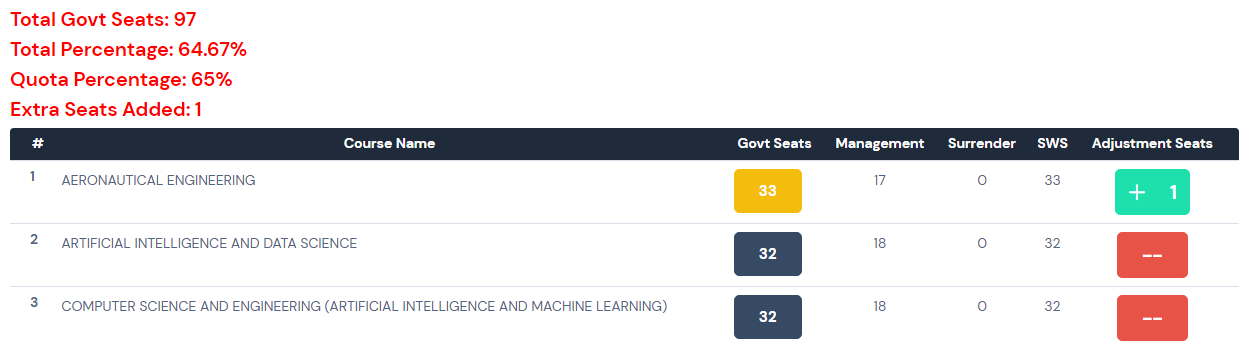 Total Govt Seats: 97
Total Percentage: 64.67%
Quota Percentage: 65%
Extra Seats Added: 1
# Course Name Govt Seats Management Surrender SWS Adjustment Seats
1 AERONAUTICAL ENGINEERING 33 17 0 33 + 1
2 ARTIFICIAL INTELLIGENCE AND DATA SCIENCE 32 18 0 32 --
3 COMPUTER SCIENCE AND ENGINEERING (ARTIFICIAL INTELLIGENCE AND MACHINE LEARNING) 32 18 0 32 --